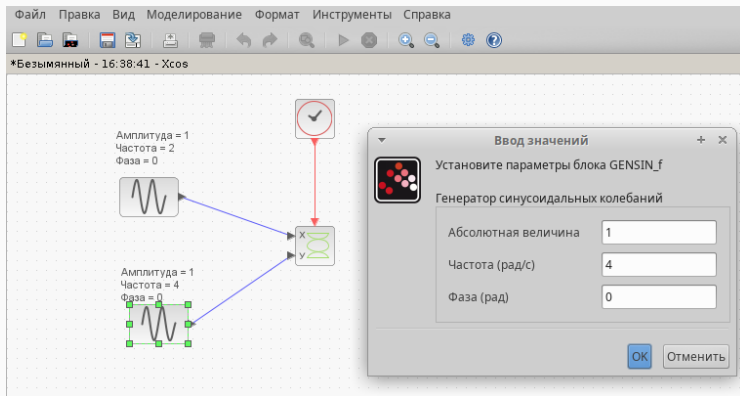 Файл Правка Вид Моделирование Формат Инструменты Справка
*Безымянный - 16:38:41 - Xcos
Амплитуда = 1
Частота = 2
Фаза = 0
X
У
Амплитуда = 1
Частота = 4
Фаза = 0
Ввод значений
Установите параметры блока GENSIN_f
Генератор синусоидальных колебаний
Абсолютная величина 1
Частота (рад/с) 4
Фаза (рад) 0
OK Отменить